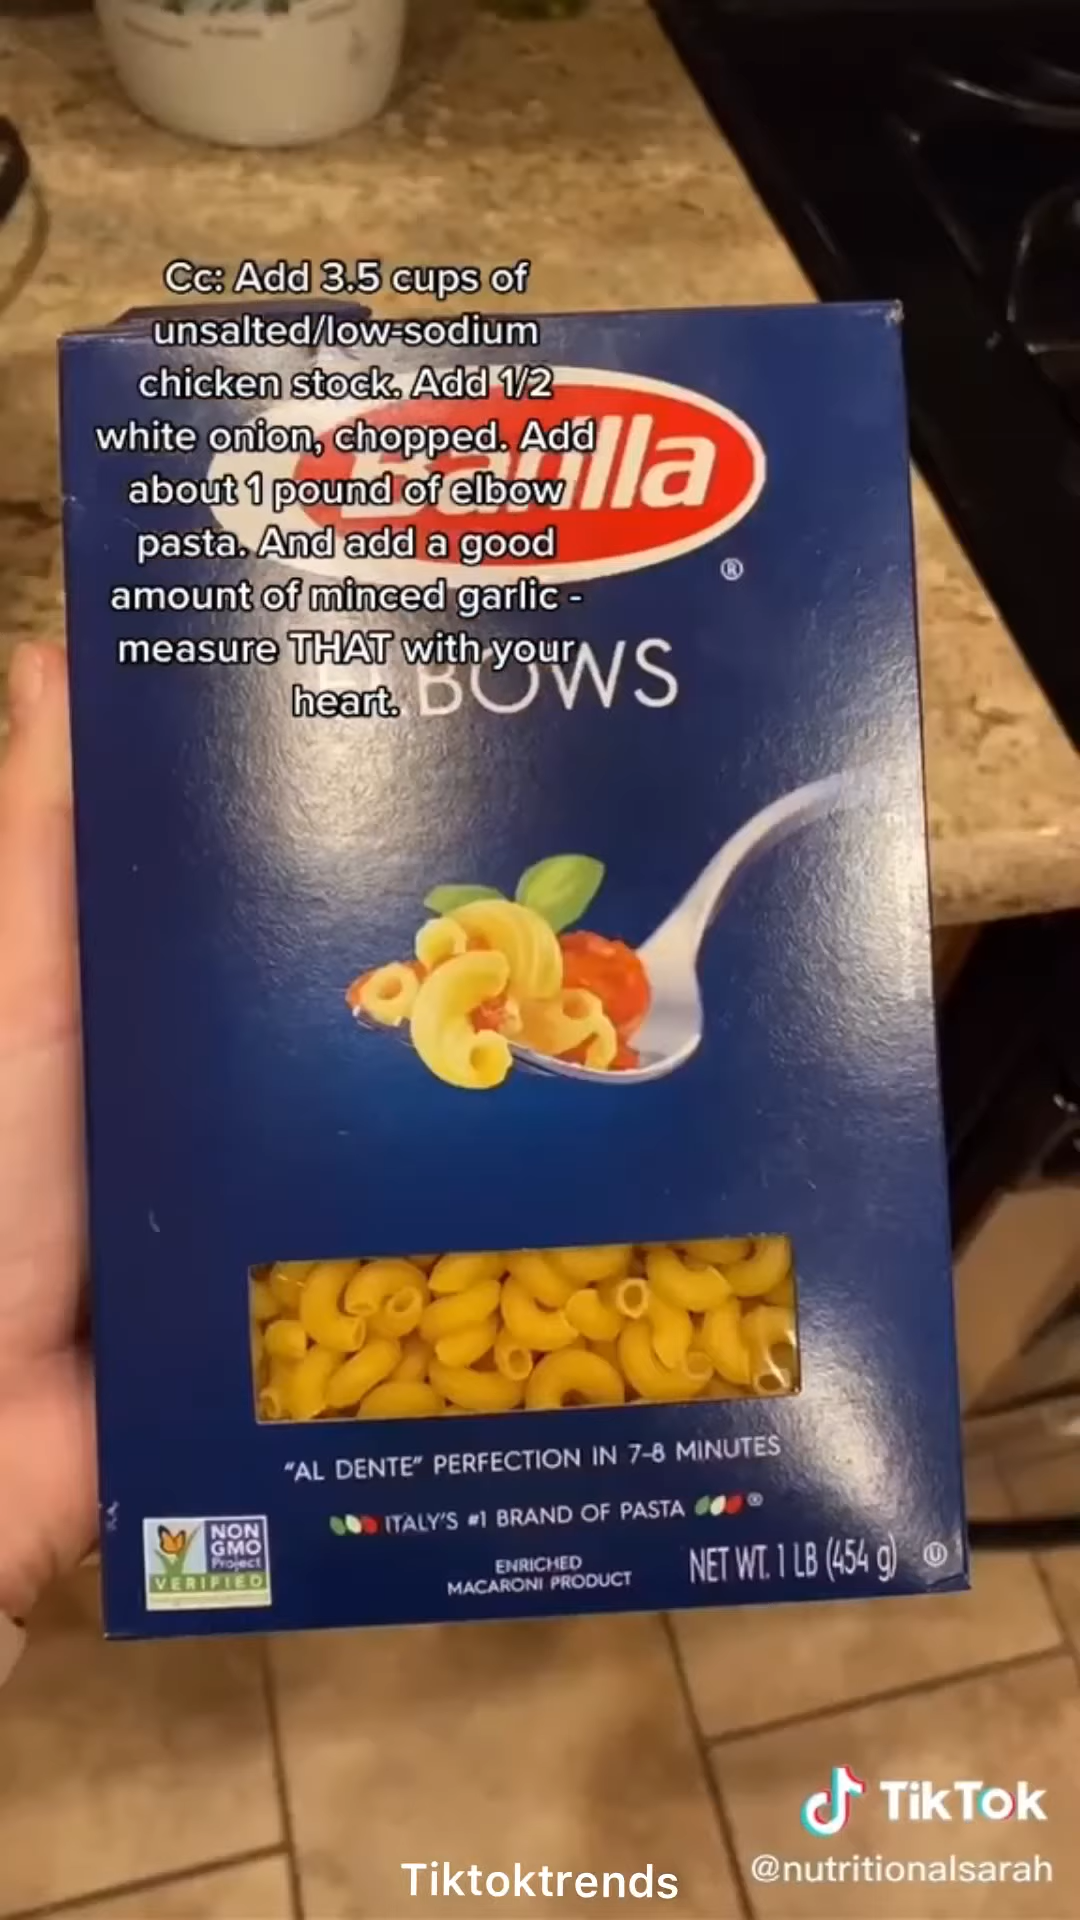 Cc: Add 3.5 cups of
unsalted/low-sodium
chicken stock. Add 1/2
white onion, chopped. Add
about 1 pound of elbow
pasta. And add a good
amount of minced garlic -
measure THAT with your
heart.
Barilla
®
ELBOWS
"AL DENTE" PERFECTION IN 7-8 MINUTES
ITALY'S #1 BRAND OF PASTA ®
NON
GMO
Project
VERIFIED
ENRICHED
MACARONI PRODUCT
NET WT. 1 LB (454 g)
U
TikTok
@nutritionalsarah
Tiktoktrends